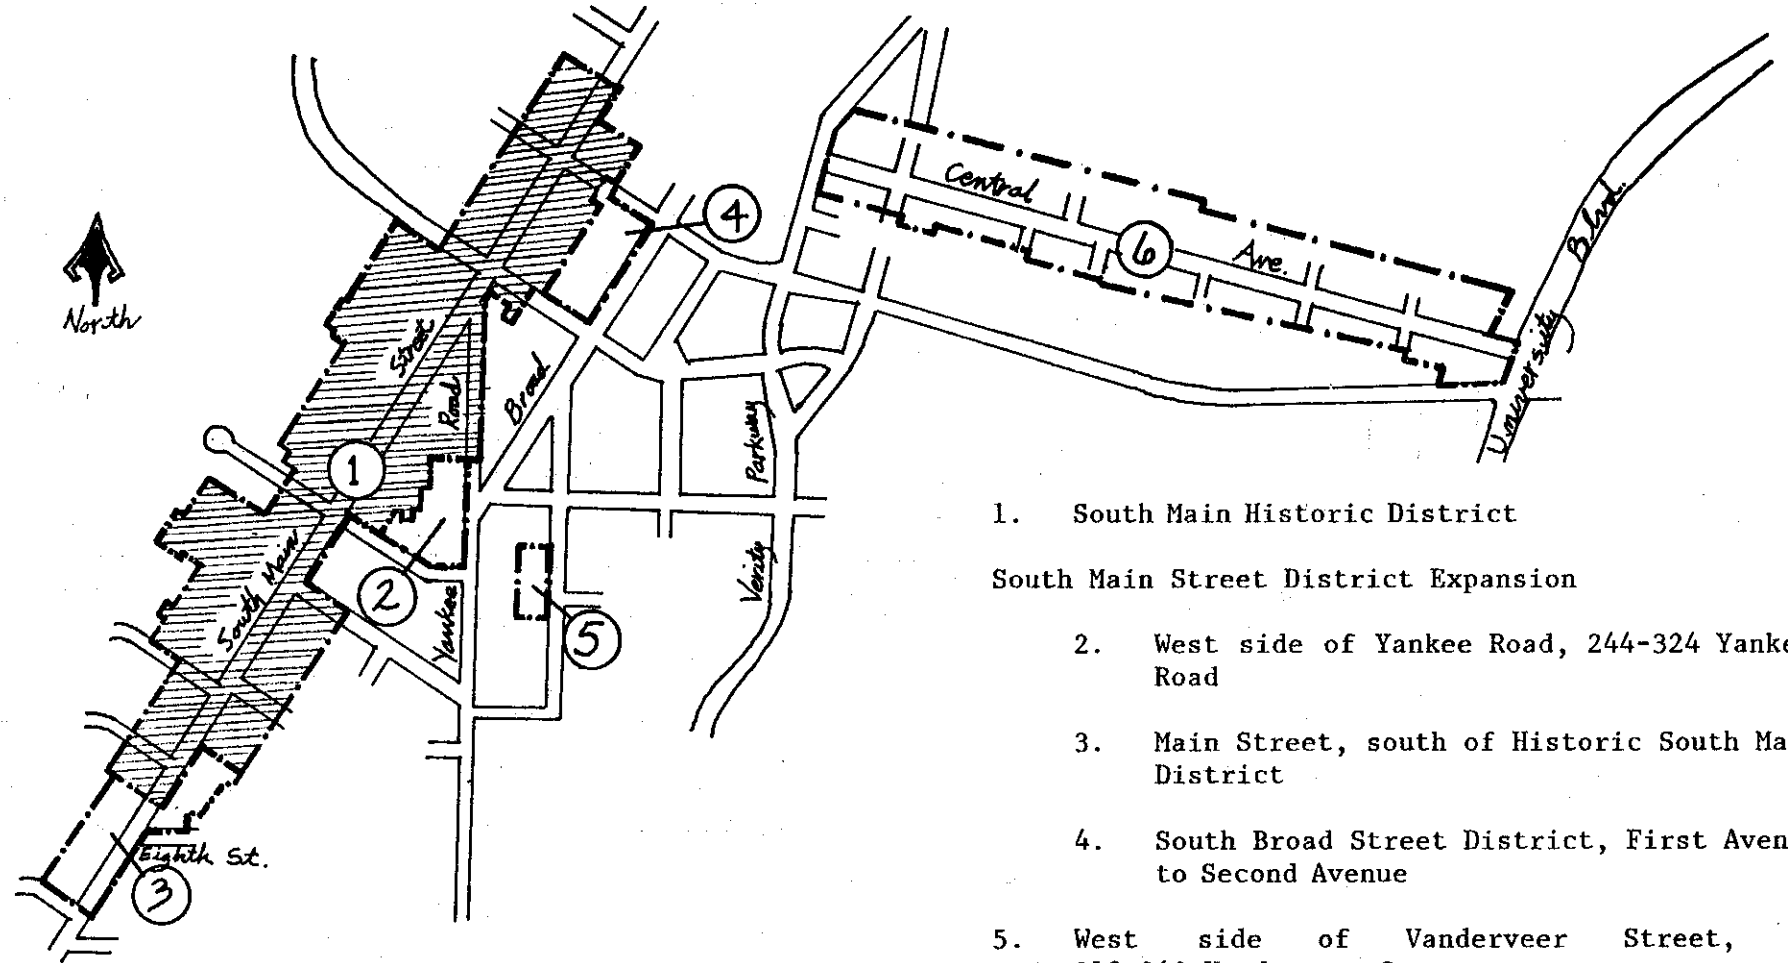 North
Street
Road
Broad
South Main
Yankee
Parkway
Verity
Central
Ave.
University
Blvd.
Eighth St.
1
2
3
4
5
6
1. South Main Historic District
South Main Street District Expansion
2. West side of Yankee Road, 244-324
Road
3. Main Street, south of Historic South
District
4. South Broad Street District, First
to Second Avenue
5. West side of Vanderveer Street,